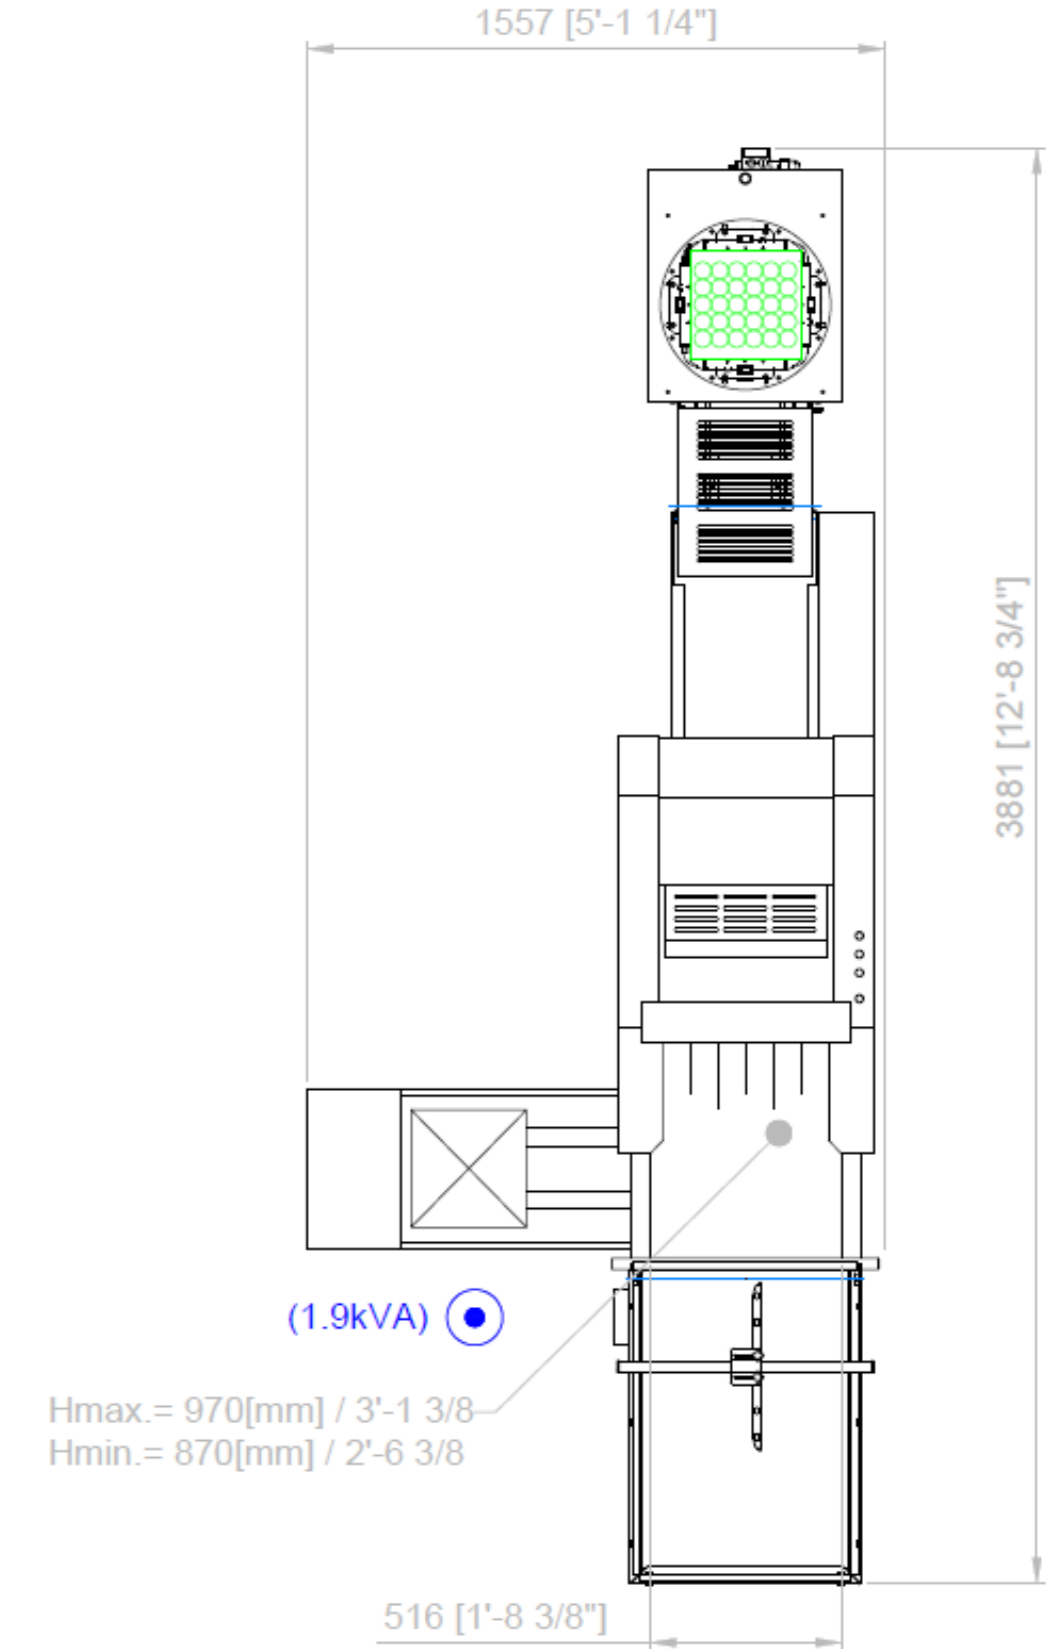 1557 [5'-1 1/4"]
3881 [12'-8 3/4"]
(1.9kVA)
Hmax.= 970[mm] / 3'-1 3/8
Hmin.= 870[mm] / 2'-6 3/8
516 [1'-8 3/8"]